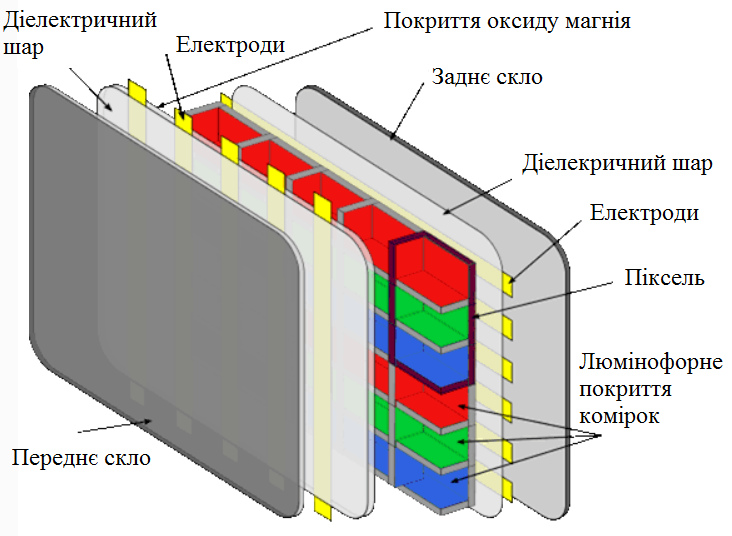 Діелектричний
шар
Електроди
Покриття оксиду магнія
Заднє скло
Діелекричний шар
Електроди
Піксель
Люмінофорне
покриття
комірок
Переднє скло